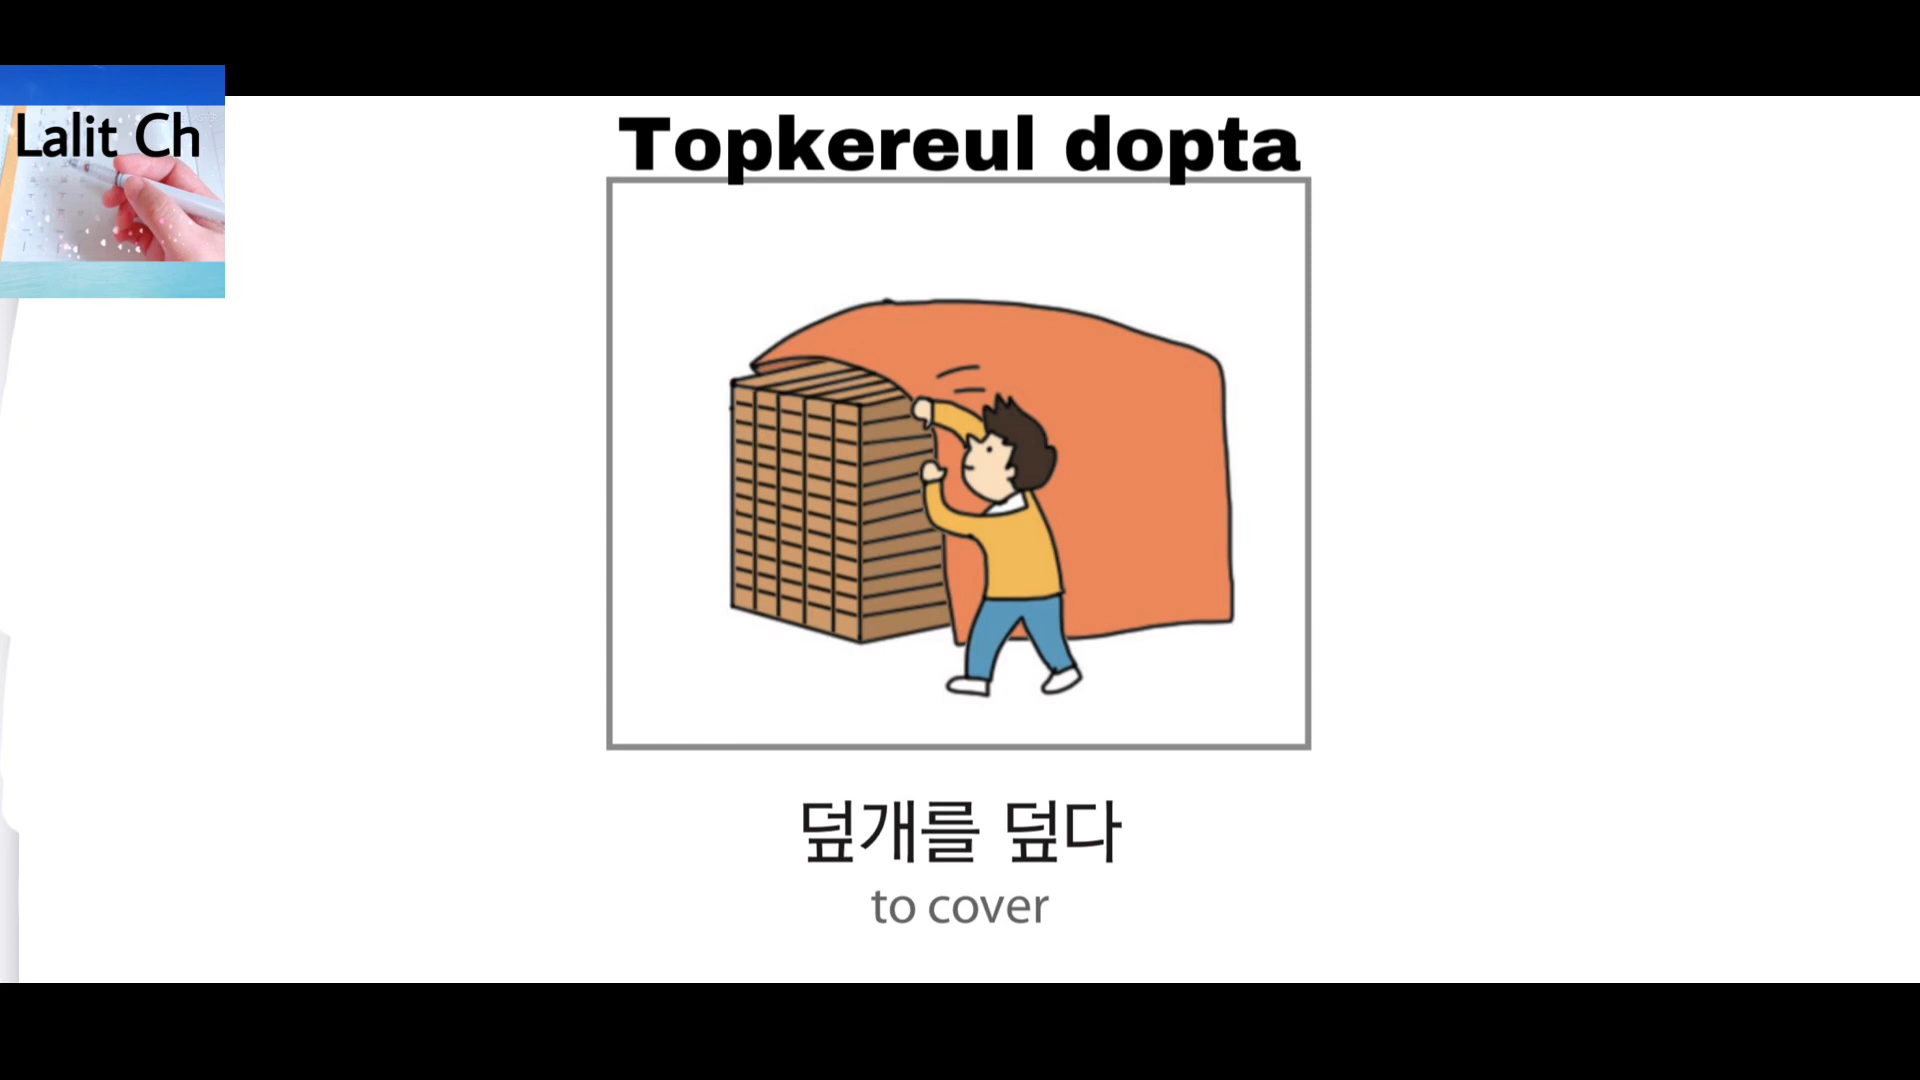 Lalit Ch
Topkereul dopta
덮개를 덮다
to cover